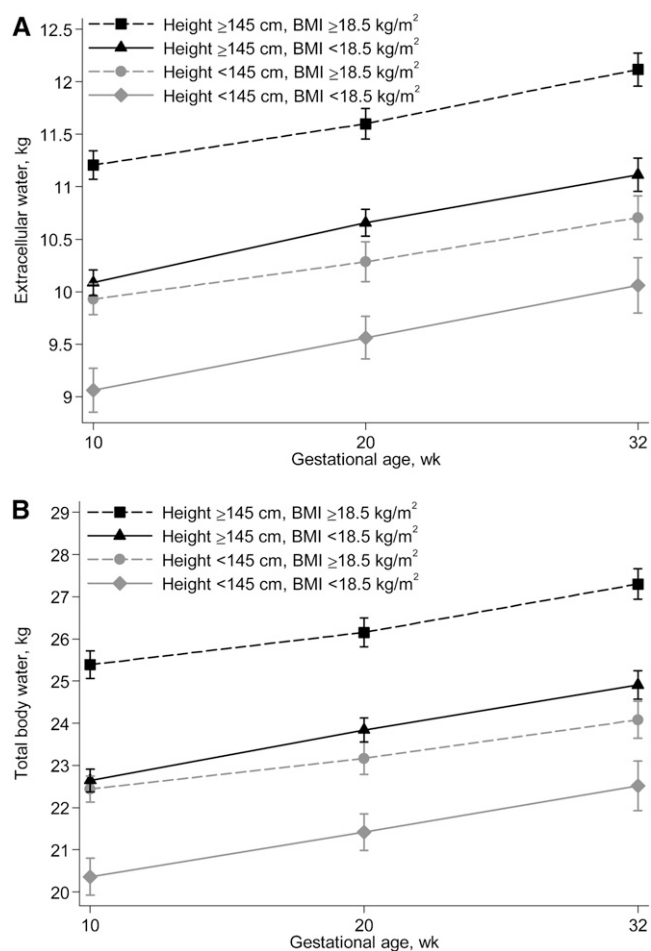 A
Height ≥145 cm, BMI ≥18.5 kg/m²
Height ≥145 cm, BMI <18.5 kg/m²
Height <145 cm, BMI ≥18.5 kg/m²
Height <145 cm, BMI <18.5 kg/m²
Extracellular water, kg
12.5
12
11.5
11
10.5
10
9.5
9
10 20 32
Gestational age, wk
B
Height ≥145 cm, BMI ≥18.5 kg/m²
Height ≥145 cm, BMI <18.5 kg/m²
Height <145 cm, BMI ≥18.5 kg/m²
Height <145 cm, BMI <18.5 kg/m²
Total body water, kg
29
28
27
26
25
24
23
22
21
20
10 20 32
Gestational age, wk